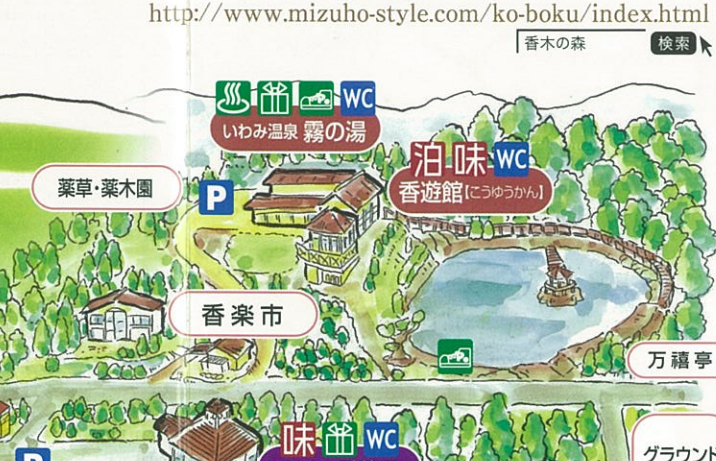 http://www.mizuho-style.com/ko-boku/index.html
香木の森 検索
WC
いわみ温泉 霧の湯
泊 味 WC
香遊館【こうゆうかん】
薬草・薬木園
P
香楽市
万禧亭
味 WC
グラウント
P